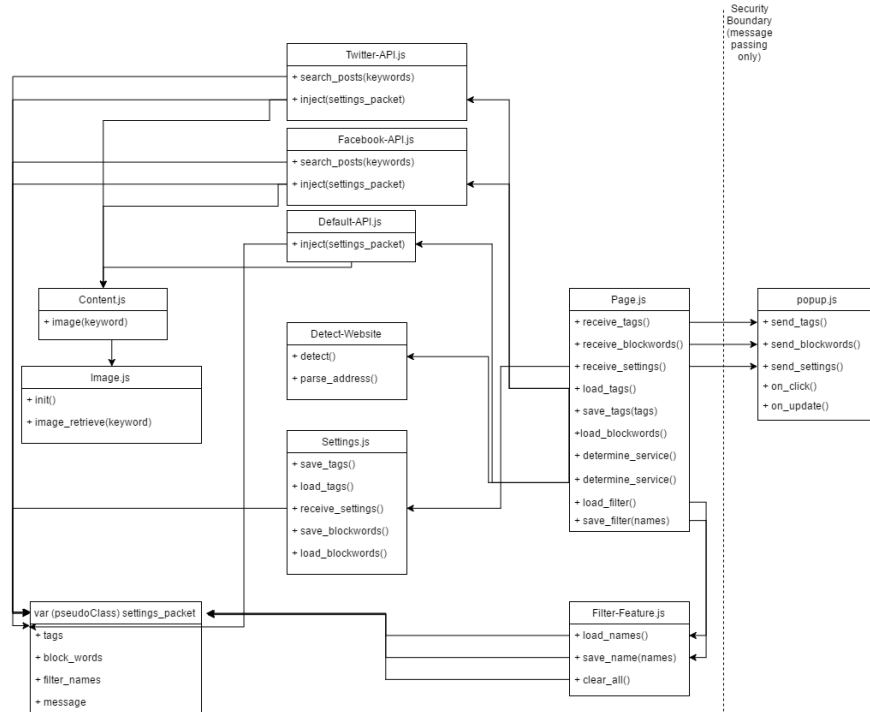 Security
Boundary
(message
passing
only)
Twitter-API.js
+ search_posts(keywords)
+ inject(settings_packet)
Facebook-API.js
+ search_posts(keywords)
+ inject(settings_packet)
Default-API.js
+ inject(settings_packet)
Content.js
+ image(keyword)
Image.js
+ init()
+ image_retrieve(keyword)
Detect-Website
+ detect()
+ parse_address()
Settings.js
+ save_tags()
+ load_tags()
+ receive_settings()
+ save_blockwords()
+ load_blockwords()
Page.js
+ receive_tags()
+ receive_blockwords()
+ receive_settings()
+ load_tags()
+ save_tags(tags)
+load_blockwords()
+ determine_service()
+ determine_service()
+ load_filter()
+ save_filter(names)
popup.js
+ send_tags()
+ send_blockwords()
+ send_settings()
+ on_click()
+ on_update()
var (pseudoClass) settings_packet
+ tags
+ block_words
+ filter_names
+ message
Filter-Feature.js
+ load_names()
+ save_name(names)
+ clear_all()